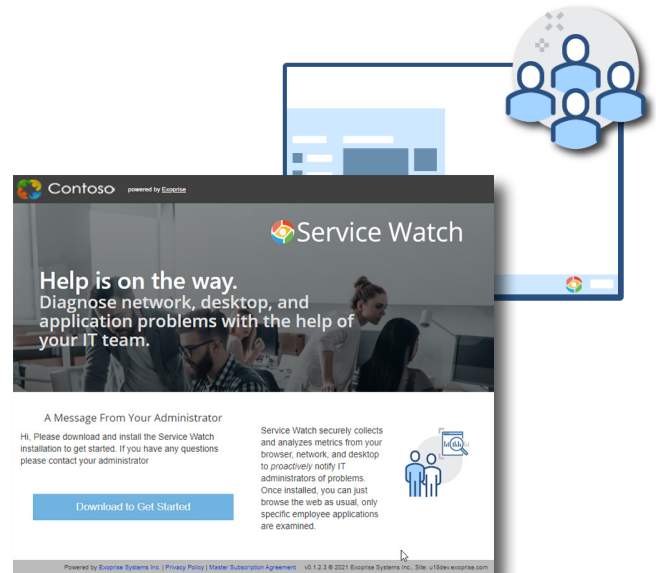 Contoso powered by Exoprise
Service Watch
Help is on the way.
Diagnose network, desktop, and
application problems with the help of
your IT team.
A Message From Your Administrator
Hi, Please download and install the Service Watch
installation to get started. If you have any questions
please contact your administrator
Download to Get Started
Service Watch securely collects
and analyzes metrics from your
browser, network, and desktop
to proactively notify IT
administrators of problems.
Once installed, you can just
browse the web as usual, only
specific employee applications
are examined.
Powered by Exoprise Systems Inc. | Privacy Policy | Master Subscription Agreement v0.1.2.3 © 2021 Exoprise Systems Inc., Site: u18dev.exoprise.com